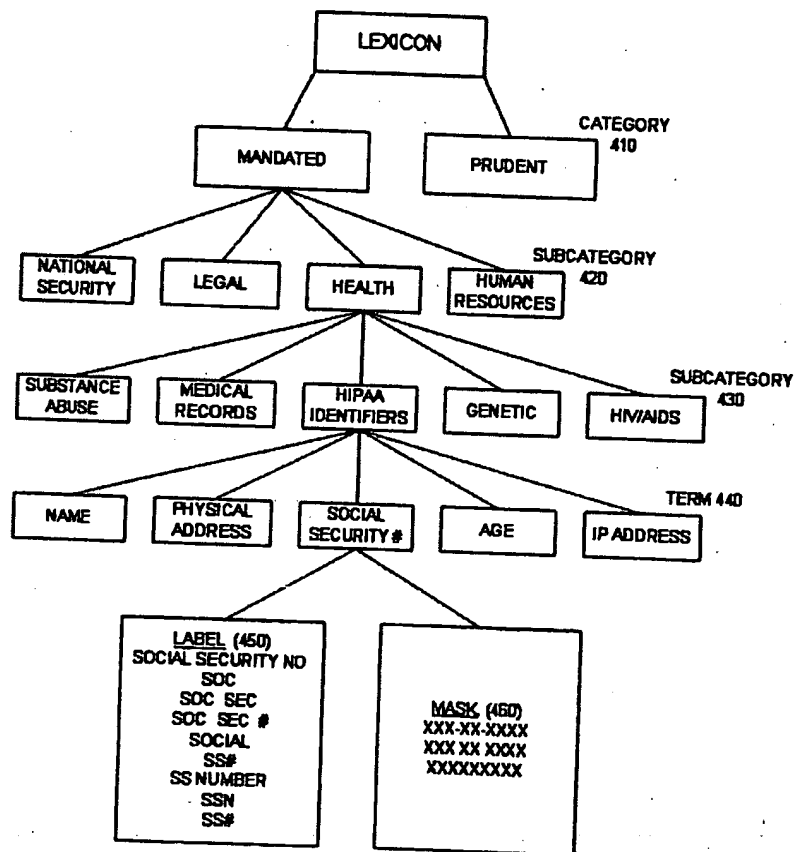 LEXICON
CATEGORY
410
MANDATED
PRUDENT
SUBCATEGORY
420
NATIONAL
SECURITY
LEGAL
HEALTH
HUMAN
RESOURCES
SUBCATEGORY
430
SUBSTANCE
ABUSE
MEDICAL
RECORDS
HIPAA
IDENTIFIERS
GENETIC
HIV/AIDS
TERM 440
NAME
PHYSICAL
ADDRESS
SOCIAL
SECURITY #
AGE
IP ADDRESS
LABEL (450)
SOCIAL SECURITY NO
SOC
SOC SEC
SOC SEC #
SOCIAL
SS#
SS NUMBER
SSN
SS#
MASK (460)
XXX-XX-XXXX
XXX XX XXXX
XXXXXXXXX